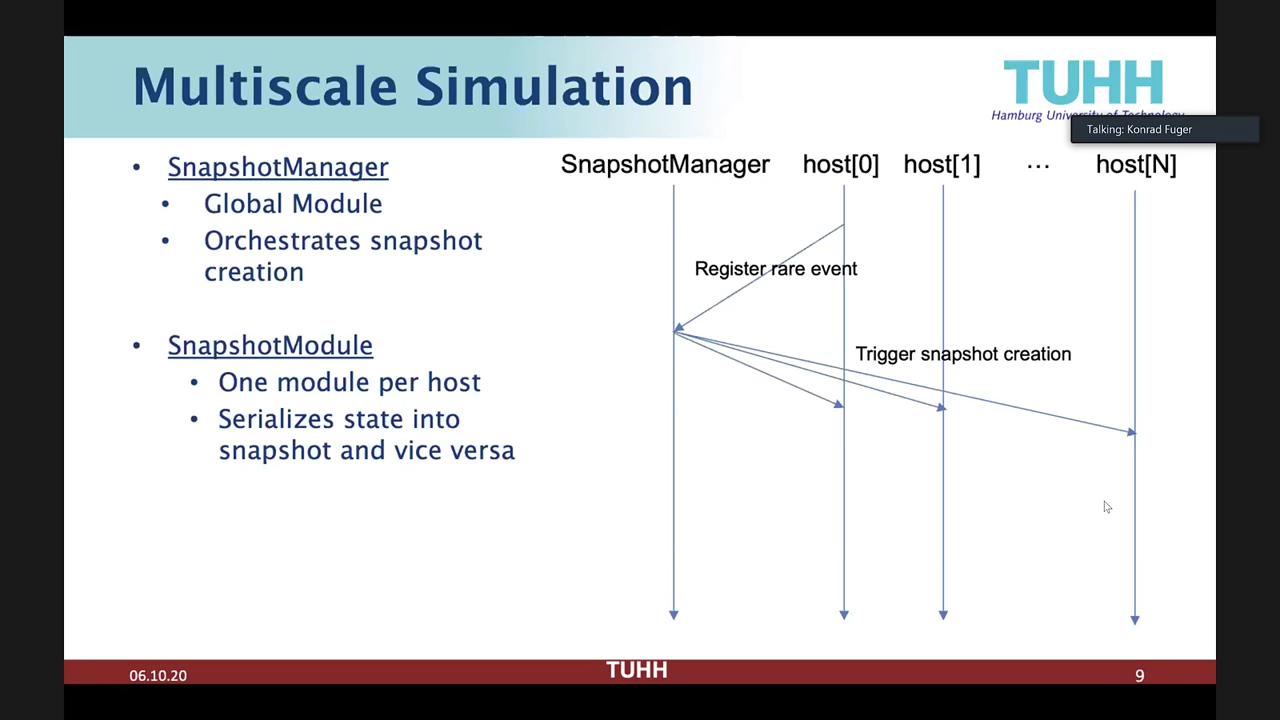 Multiscale Simulation
TUHH
Hamburg University of Technology
Talking: Konrad Fuger
• SnapshotManager
• Global Module
• Orchestrates snapshot
creation
• SnapshotModule
• One module per host
• Serializes state into
snapshot and vice versa
SnapshotManager host[0] host[1] ... host[N]
Register rare event
Trigger snapshot creation
06.10.20
TUHH
9